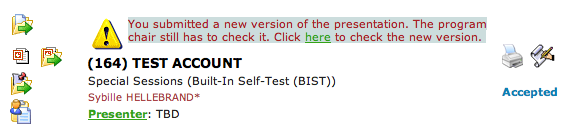 You submitted a new version of the presentation. The program
chair still has to check it. Click here to check the new version.
(164) TEST ACCOUNT
Special Sessions (Built-In Self-Test (BIST))
Sybille HELLEBRAND*
Accepted
Presenter: TBD